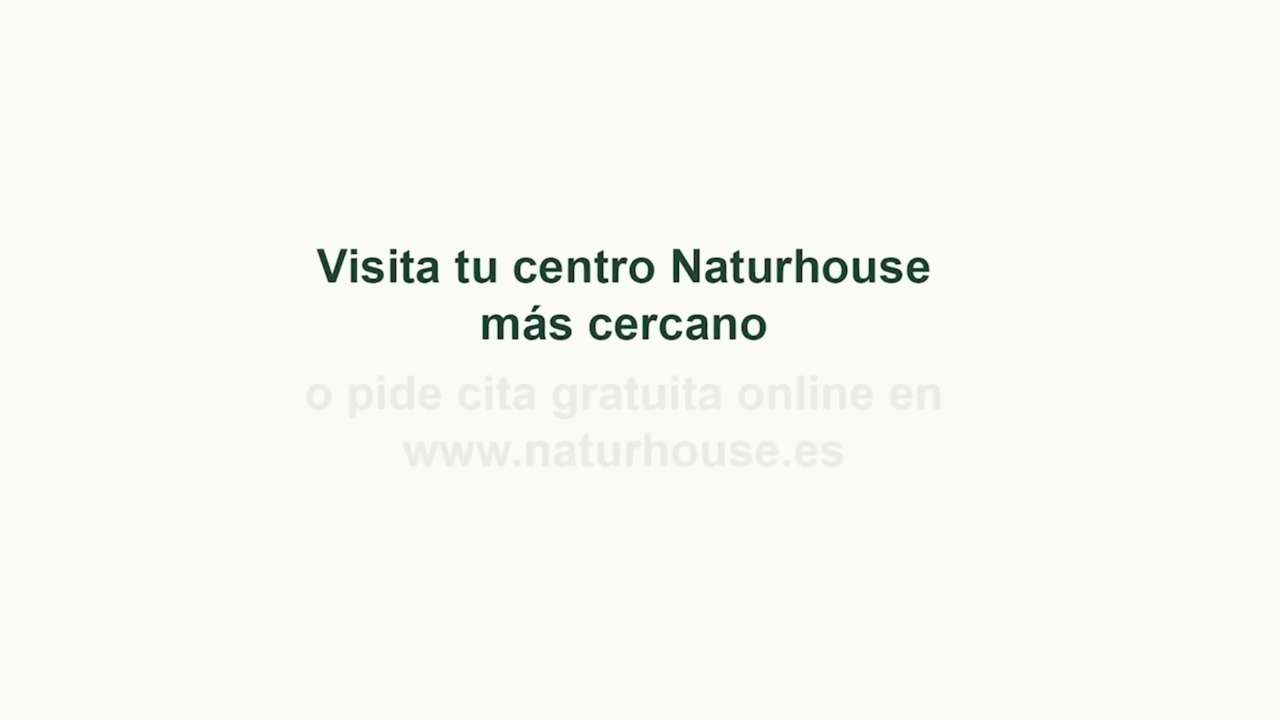 Visita tu centro Naturhouse
más cercano
o pide cita gratuita online en
www.naturhouse.es